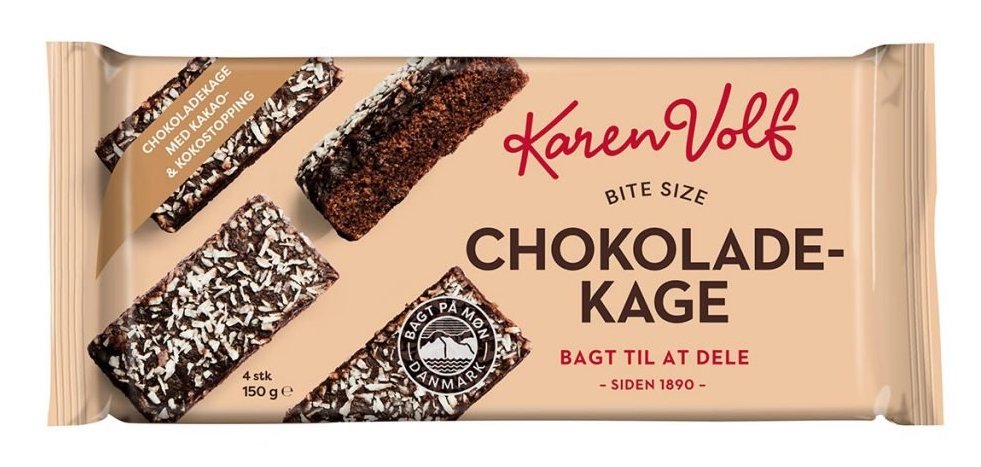 CHOKOLADEKAGE
MED KAKAO-
& KOKOSTOPPING
Karen Volf
BITE SIZE
CHOKOLADE-
KAGE
BAGT TIL AT DELE
- SIDEN 1890 -
BAGT PÅ MØN
DANMARK
4 stk
150 g ℮